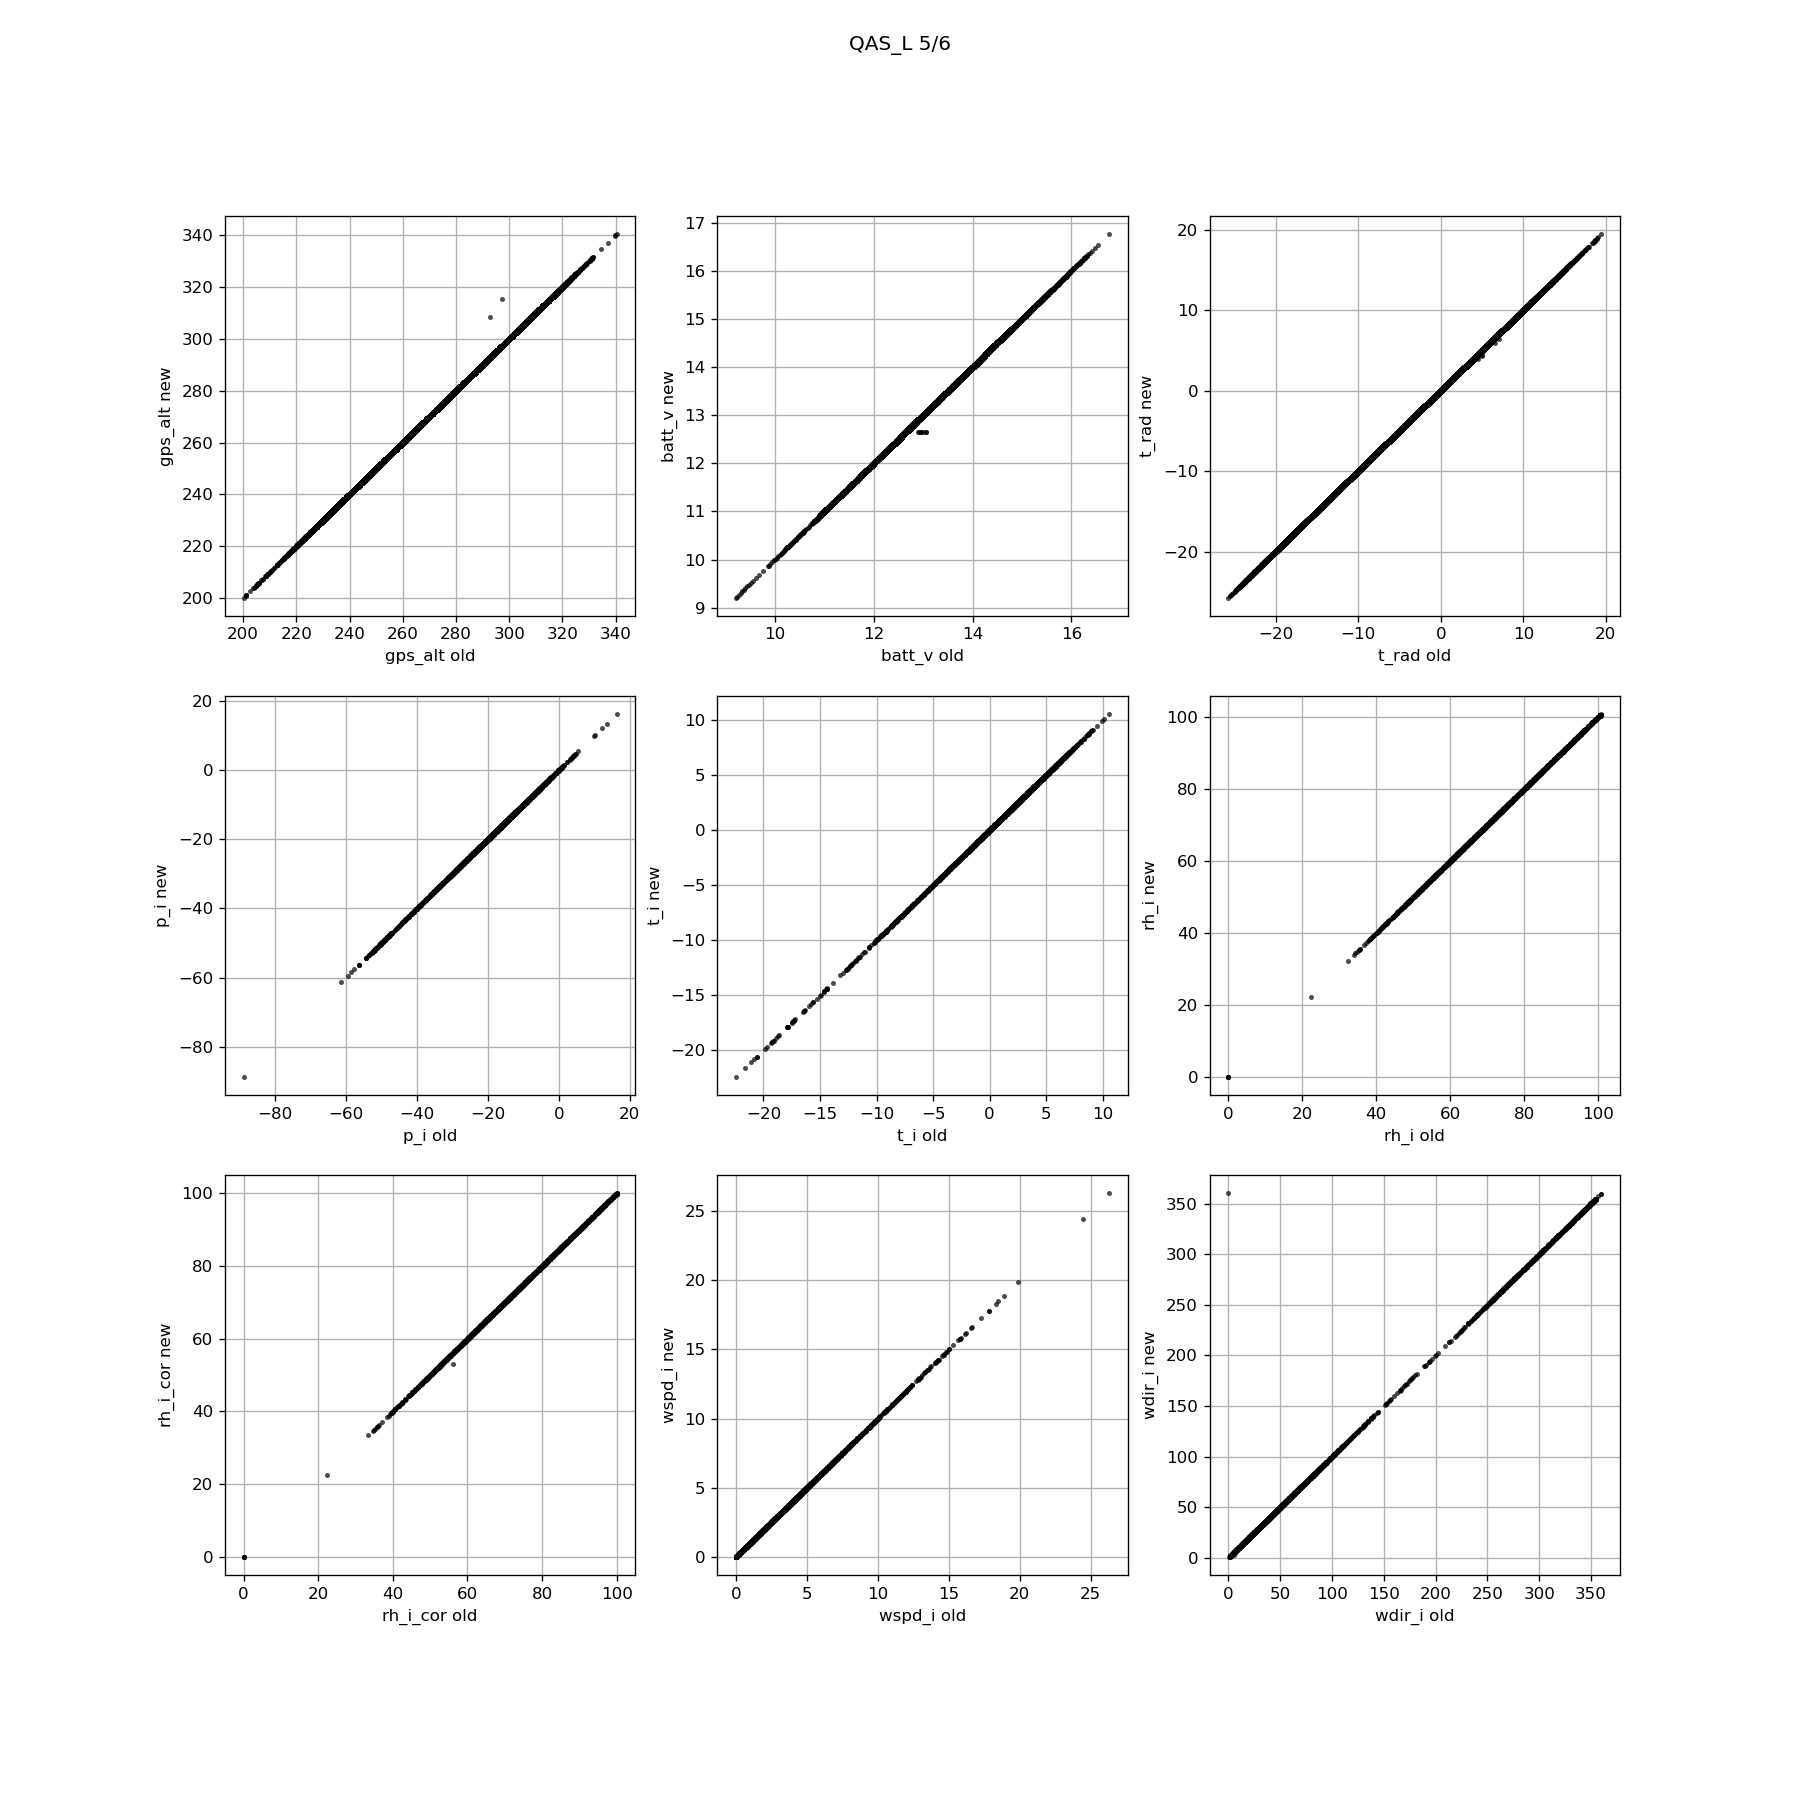 QAS_L 5/6
340
320
300
280
260
240
220
200
gps_alt new
200 220 240 260 280 300 320 340
gps_alt old
17
16
15
14
13
12
11
10
9
batt_v new
10 12 14 16
batt_v old
20
10
0
−10
−20
t_rad new
−20 −10 0 10 20
t_rad old
20
0
−20
−40
−60
−80
p_i new
−80 −60 −40 −20 0 20
p_i old
10
5
0
−5
−10
−15
−20
t_i new
−20 −15 −10 −5 0 5 10
t_i old
100
80
60
40
20
0
rh_i new
0 20 40 60 80 100
rh_i old
100
80
60
40
20
0
rh_i_cor new
0 20 40 60 80 100
rh_i_cor old
25
20
15
10
5
0
wspd_i new
0 5 10 15 20 25
wspd_i old
350
300
250
200
150
100
50
0
wdir_i new
0 50 100 150 200 250 300 350
wdir_i old